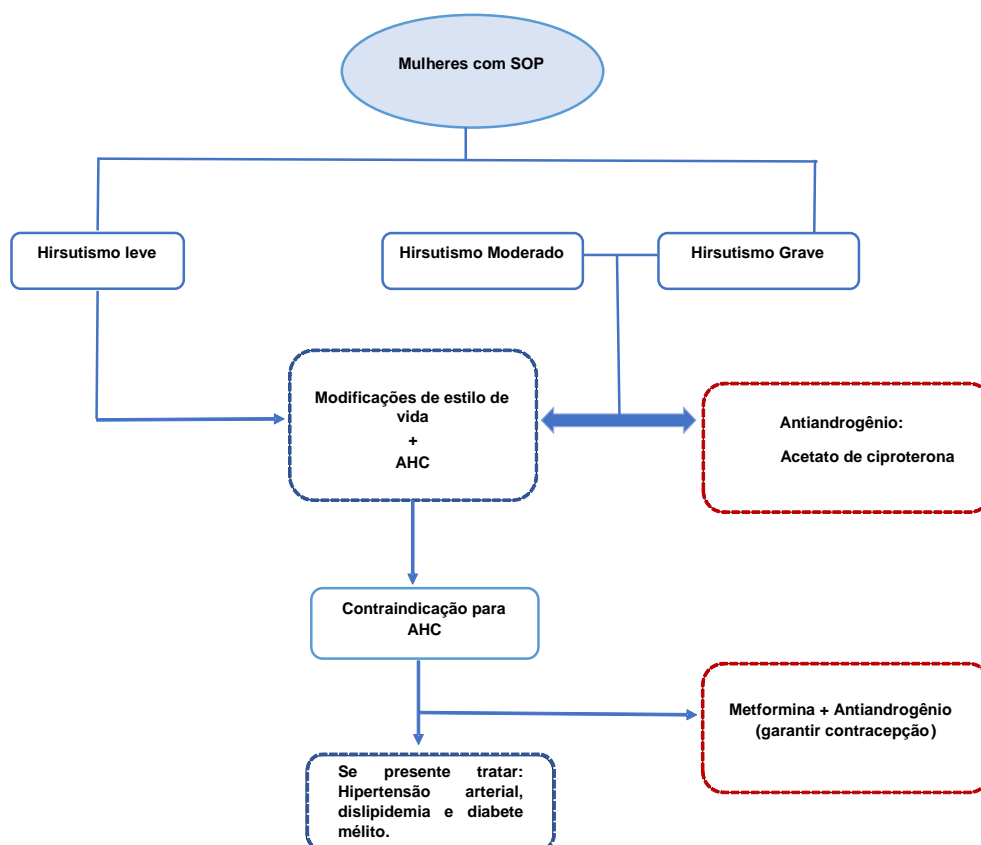 Mulheres com SOP
Hirsutismo leve
Hirsutismo Moderado
Hirsutismo Grave
Modificações de estilo de
vida
+
AHC
Antiandrogênio:
Acetato de ciproterona
Contraindicação para
AHC
Metformina + Antiandrogênio
(garantir contracepção)
Se presente tratar:
Hipertensão arterial,
dislipidemia e diabete
mélito.